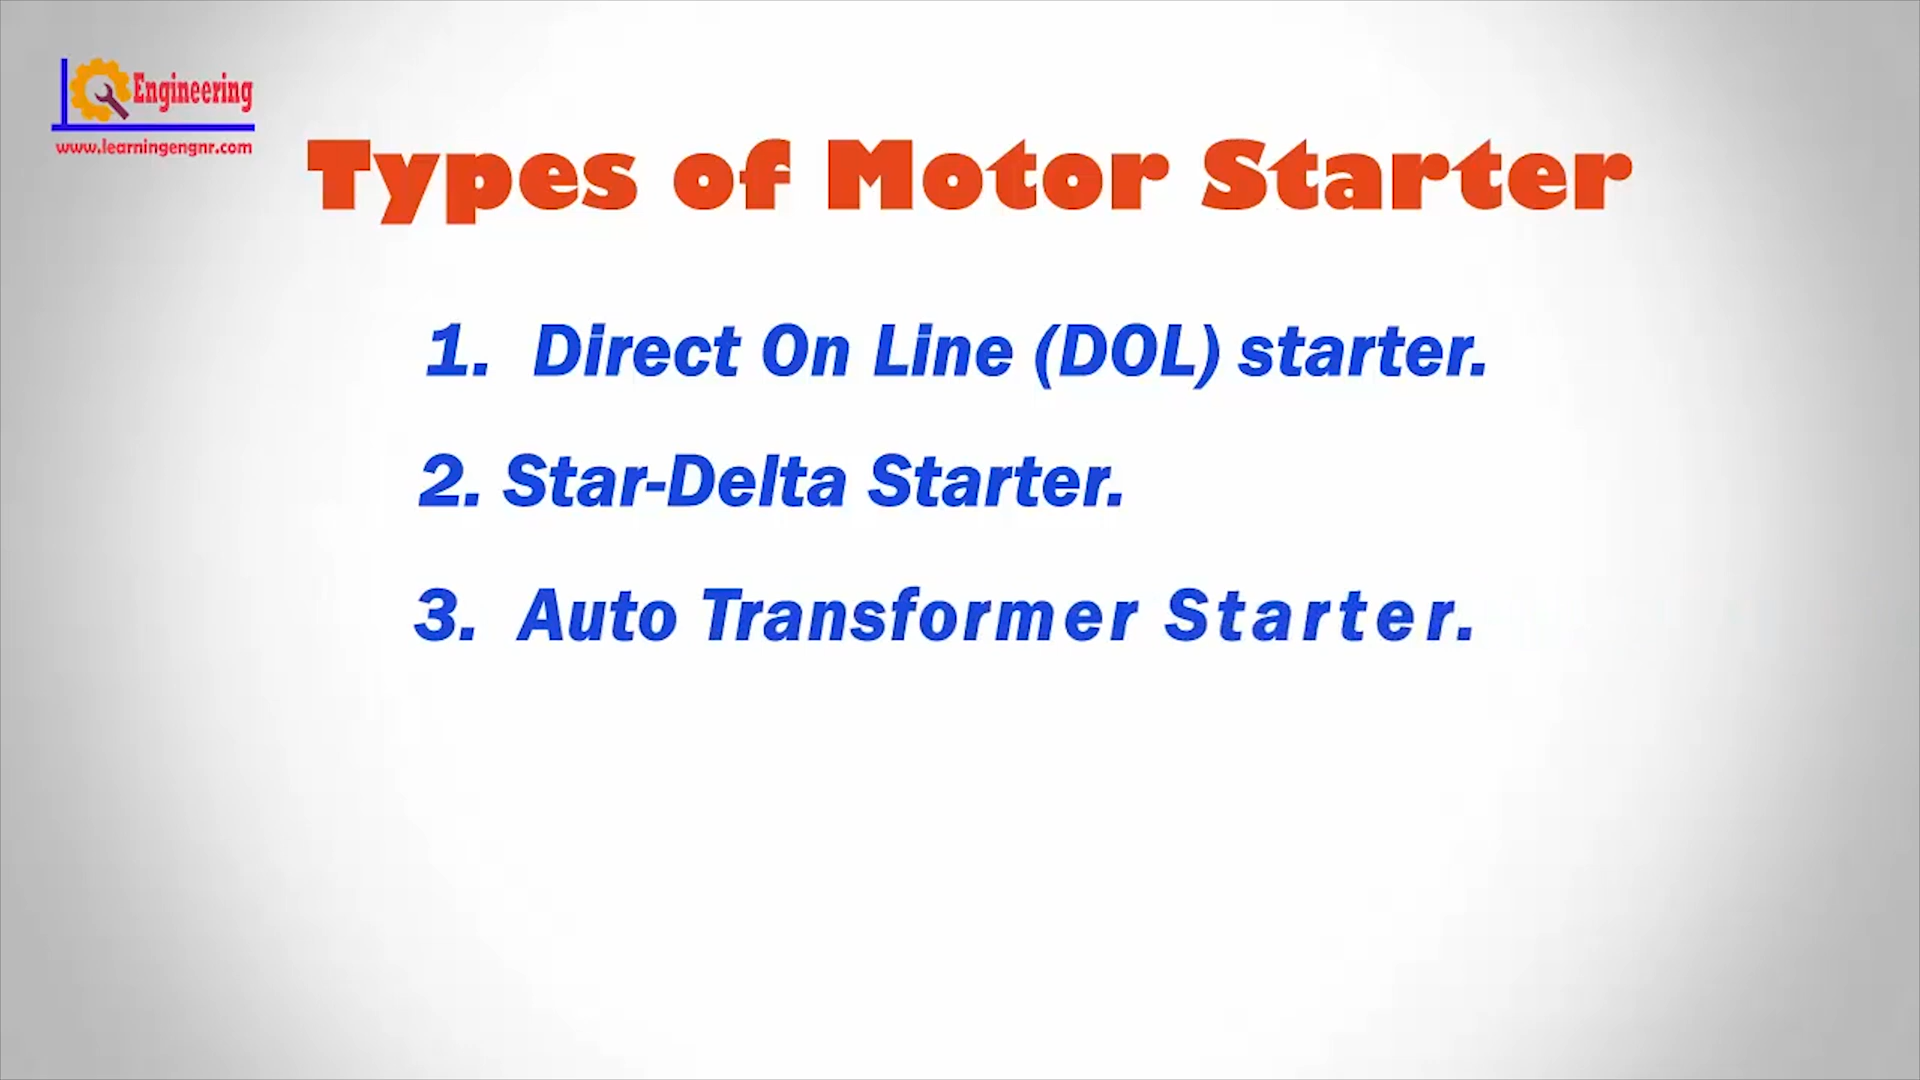 Engineering
www.learningengnr.com
Types of Motor Starter
1. Direct On Line (DOL) starter.
2. Star-Delta Starter.
3. Auto Transformer Starter.